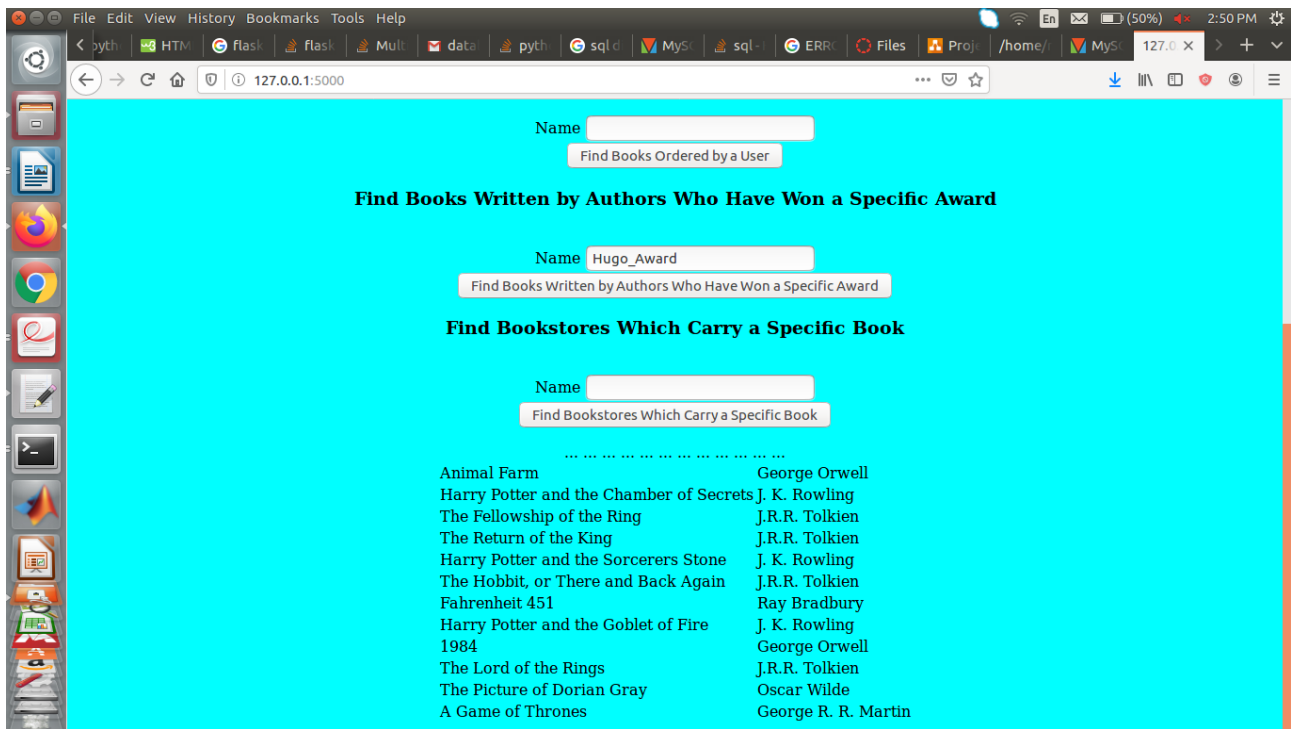 File Edit View History Bookmarks Tools Help En (50%) 2:50 PM
pyth HTM flask flask Mult data pyth sql d MyS sql-i ERRO Files Proje /home/r MyS 127.0
127.0.0.1:5000
Name
Find Books Ordered by a User
Find Books Written by Authors Who Have Won a Specific Award
Name Hugo_Award
Find Books Written by Authors Who Have Won a Specific Award
Find Bookstores Which Carry a Specific Book
Name
Find Bookstores Which Carry a Specific Book
... ... ... ... ... ... ... ... ... ... ... ...
Animal Farm George Orwell
Harry Potter and the Chamber of Secrets J. K. Rowling
The Fellowship of the Ring J.R.R. Tolkien
The Return of the King J.R.R. Tolkien
Harry Potter and the Sorcerers Stone J. K. Rowling
The Hobbit, or There and Back Again J.R.R. Tolkien
Fahrenheit 451 Ray Bradbury
Harry Potter and the Goblet of Fire J. K. Rowling
1984 George Orwell
The Lord of the Rings J.R.R. Tolkien
The Picture of Dorian Gray Oscar Wilde
A Game of Thrones George R. R. Martin